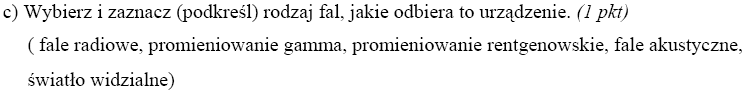 c) Wybierz i zaznacz (podkreśl) rodzaj fal, jakie odbiera to urządzenie. (1 pkt)
( fale radiowe, promieniowanie gamma, promieniowanie rentgenowskie, fale akustyczne,
światło widzialne)